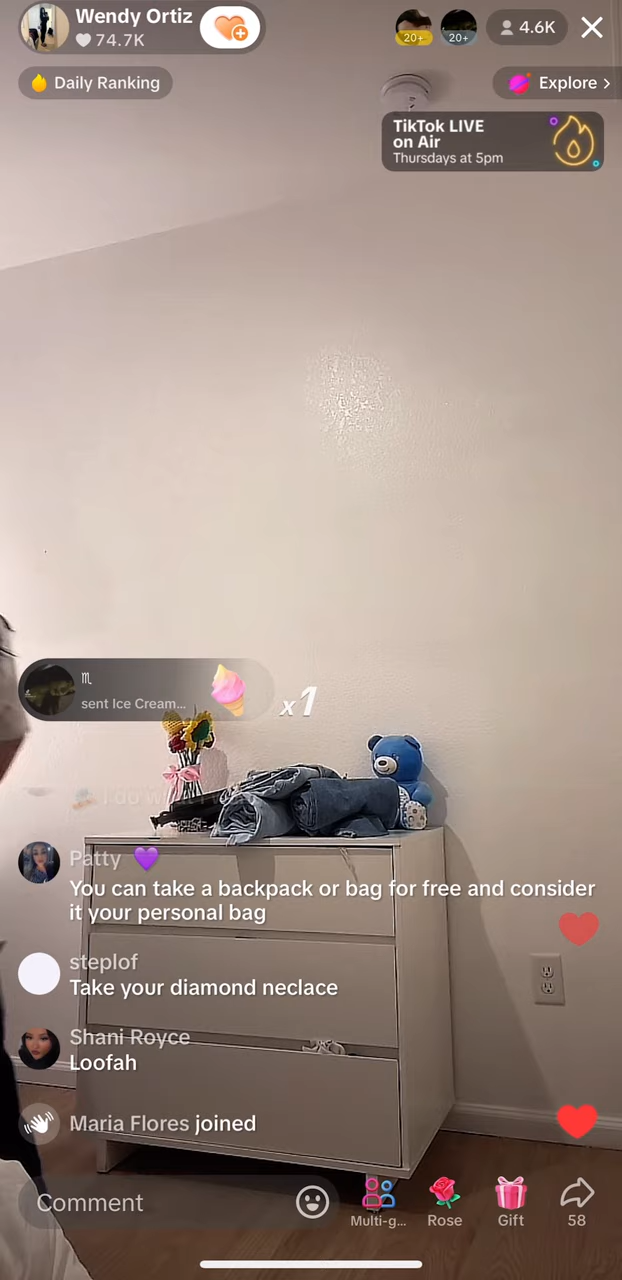 Wendy Ortiz
74.7K
20+
20+
4.6K
Daily Ranking
Explore >
TikTok LIVE
on Air
Thursdays at 5pm
♏
sent Ice Cream...
x1
Patty 💜
You can take a backpack or bag for free and consider
it your personal bag
steplof
Take your diamond neclace
Shani Royce
Loofah
Maria Flores joined
Comment
Multi-g...
Rose
Gift
58